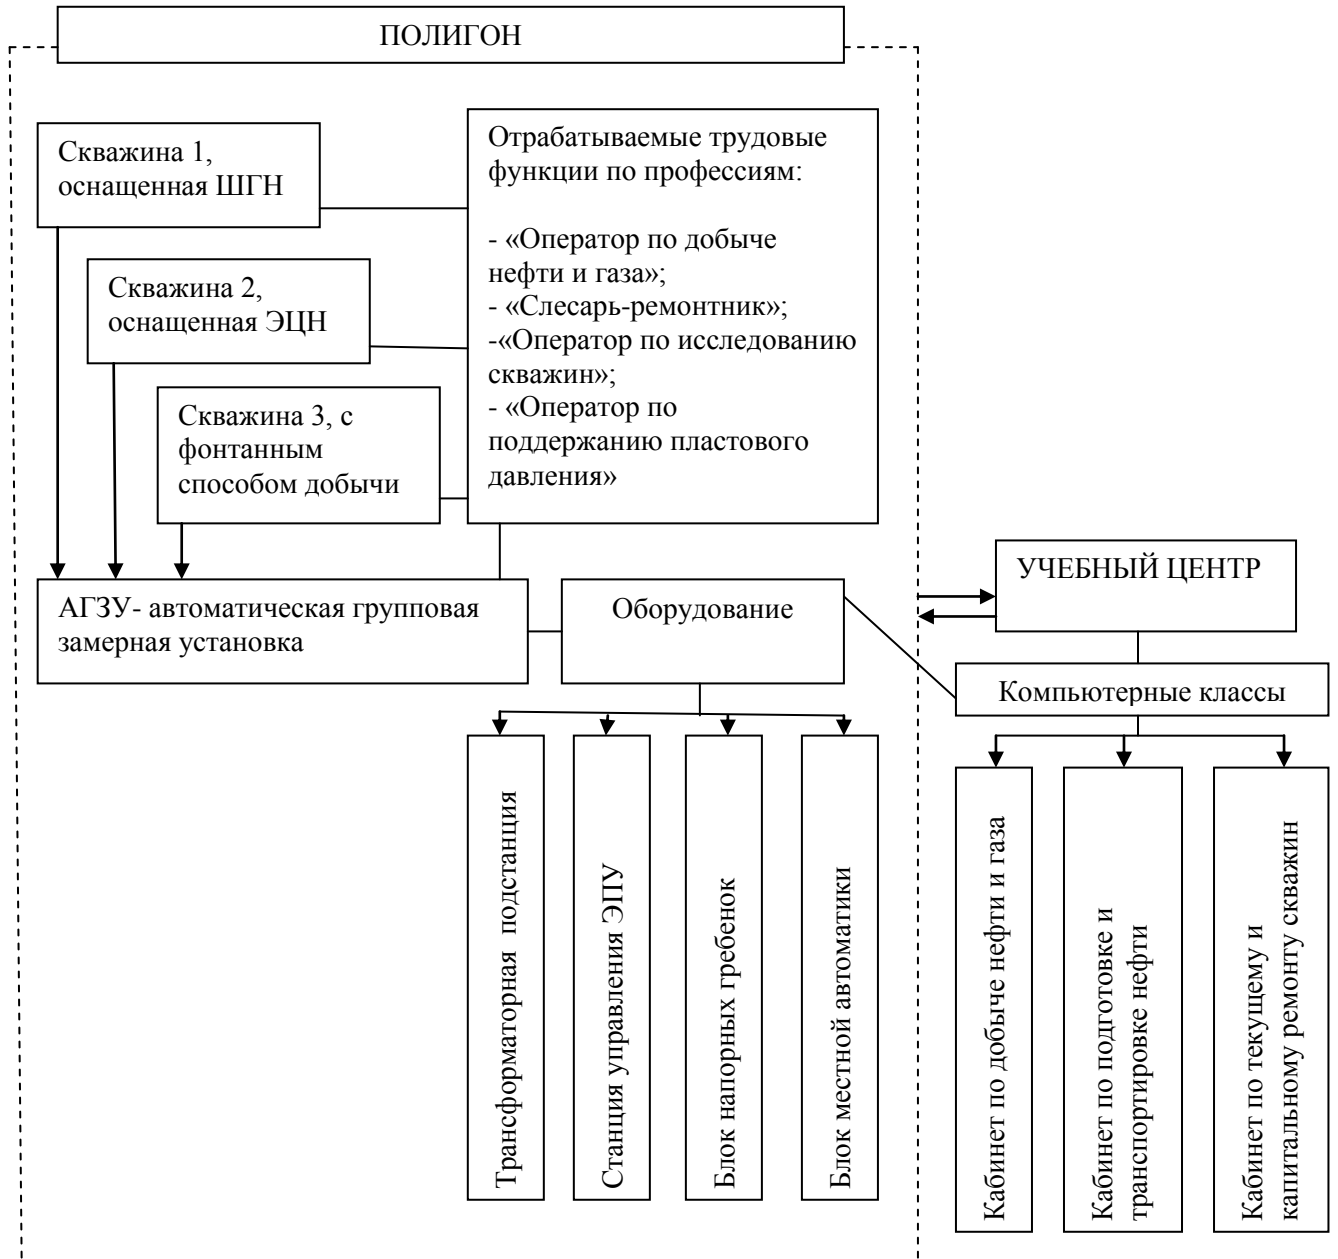 ПОЛИГОН
Скважина 1,
оснащенная ШГН
Отрабатываемые трудовые
функции по профессиям:
- «Оператор по добыче
нефти и газа»;
- «Слесарь-ремонтник»;
-«Оператор по исследованию
скважин»;
- «Оператор по
поддержанию пластового
давления»
Скважина 2,
оснащенная ЭЦН
Скважина 3, с
фонтанным
способом добычи
АГЗУ- автоматическая групповая
замерная установка
Оборудование
УЧЕБНЫЙ ЦЕНТР
Компьютерные классы
Трансформаторная подстанция
Станция управления ЭПУ
Блок напорных гребенок
Блок местной автоматики
Кабинет по добыче нефти и газа
Кабинет по подготовке и
транспортировке нефти
Кабинет по текущему и
капитальному ремонту скважин